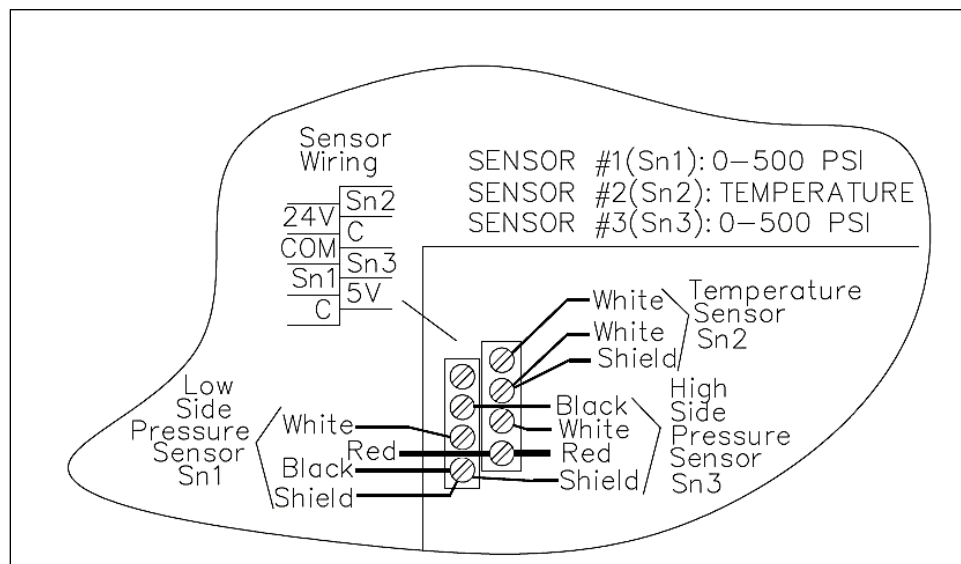 Sensor
Wiring
Sn2
24V
C
COM
Sn3
Sn1
5V
C
SENSOR #1(Sn1): 0-500 PSI
SENSOR #2(Sn2): TEMPERATURE
SENSOR #3(Sn3): 0-500 PSI
White
White
Shield
Temperature
Sensor
Sn2
Low
Side
Pressure
Sensor
Sn1
White
Red
Black
Shield
Black
White
Red
Shield
High
Side
Pressure
Sensor
Sn3